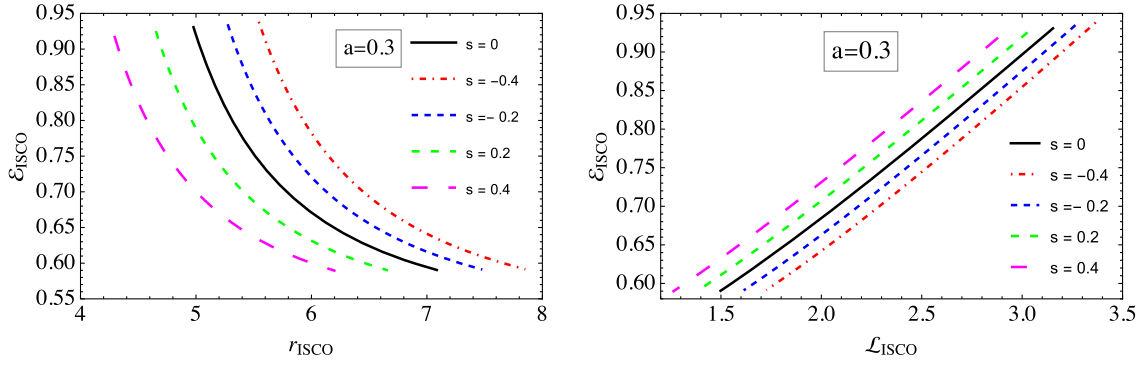 0.95
0.90
0.85
0.80
0.75
0.70
0.65
0.60
0.55
ℰISCO
4
5
6
7
8
rISCO
a=0.3
s = 0
s = -0.4
s =- 0.2
s = 0.2
s = 0.4
0.95
0.90
0.85
0.80
0.75
0.70
0.65
0.60
ℰISCO
1.5
2.0
2.5
3.0
3.5
ℒISCO
a=0.3
s = 0
s = -0.4
s =- 0.2
s = 0.2
s = 0.4